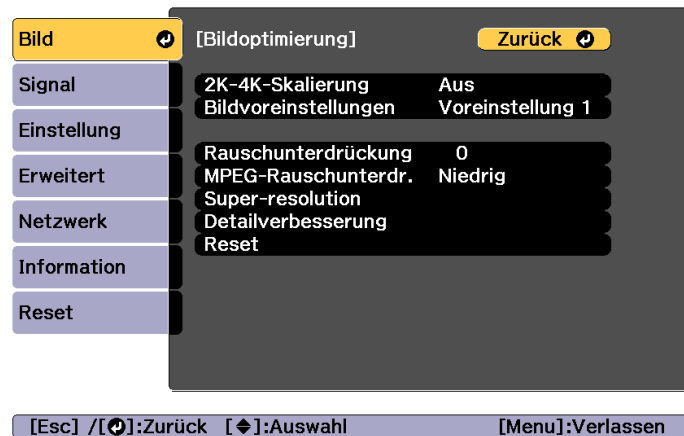 Bild
[Bildoptimierung]
Zurück
Signal
Einstellung
Erweitert
Netzwerk
Information
Reset
2K-4K-Skalierung Aus
Bildvoreinstellungen Voreinstellung 1
Rauschunterdrückung 0
MPEG-Rauschunterdr. Niedrig
Super-resolution
Detailverbesserung
Reset
[Esc] /[⏎]:Zurück [◆]:Auswahl [Menu]:Verlassen